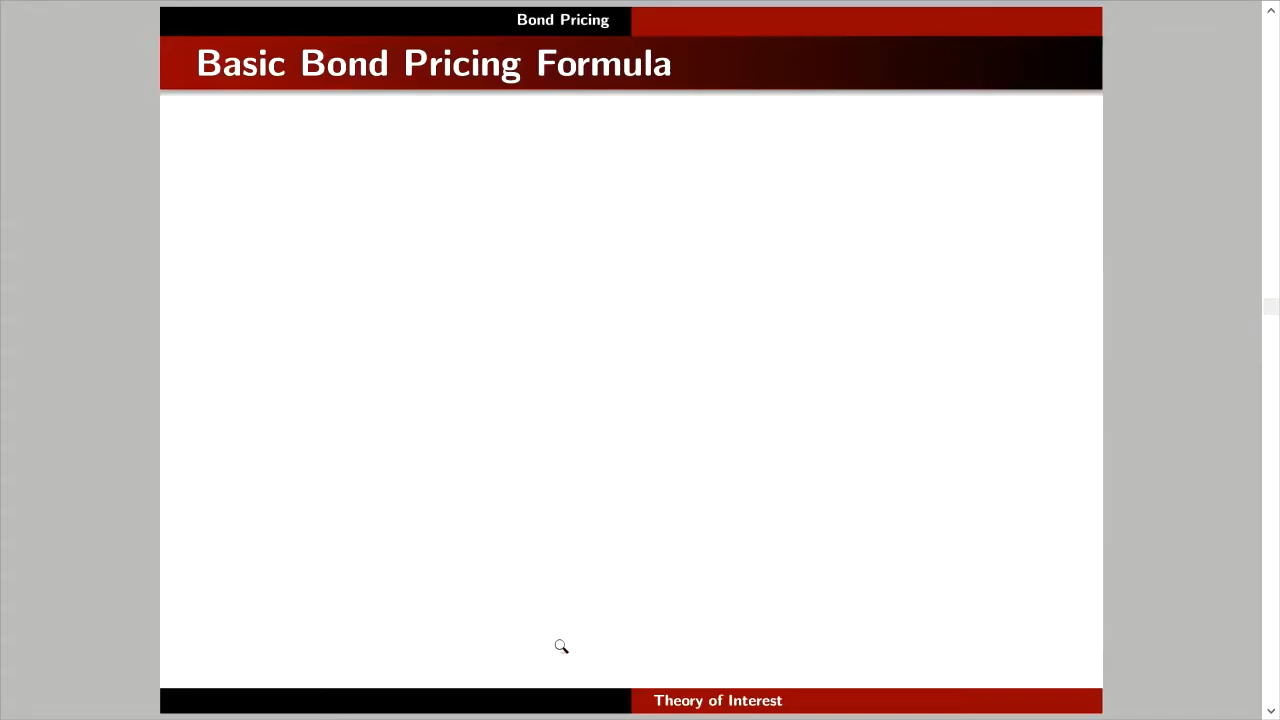 Bond Pricing
Basic Bond Pricing Formula
Theory of Interest